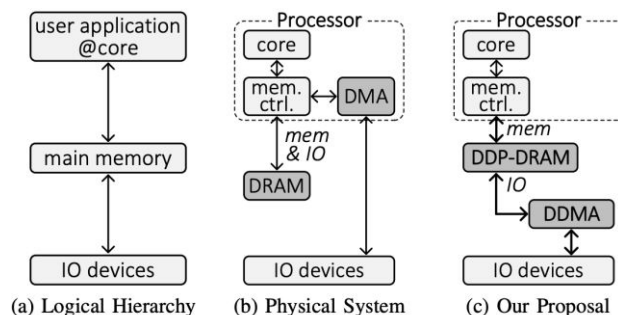 user application
@core
main memory
IO devices
(a) Logical Hierarchy
Processor
core
mem.
ctrl.
DMA
mem
& IO
DRAM
IO devices
(b) Physical System
Processor
core
mem.
ctrl.
mem
DDP-DRAM
IO
DDMA
IO devices
(c) Our Proposal